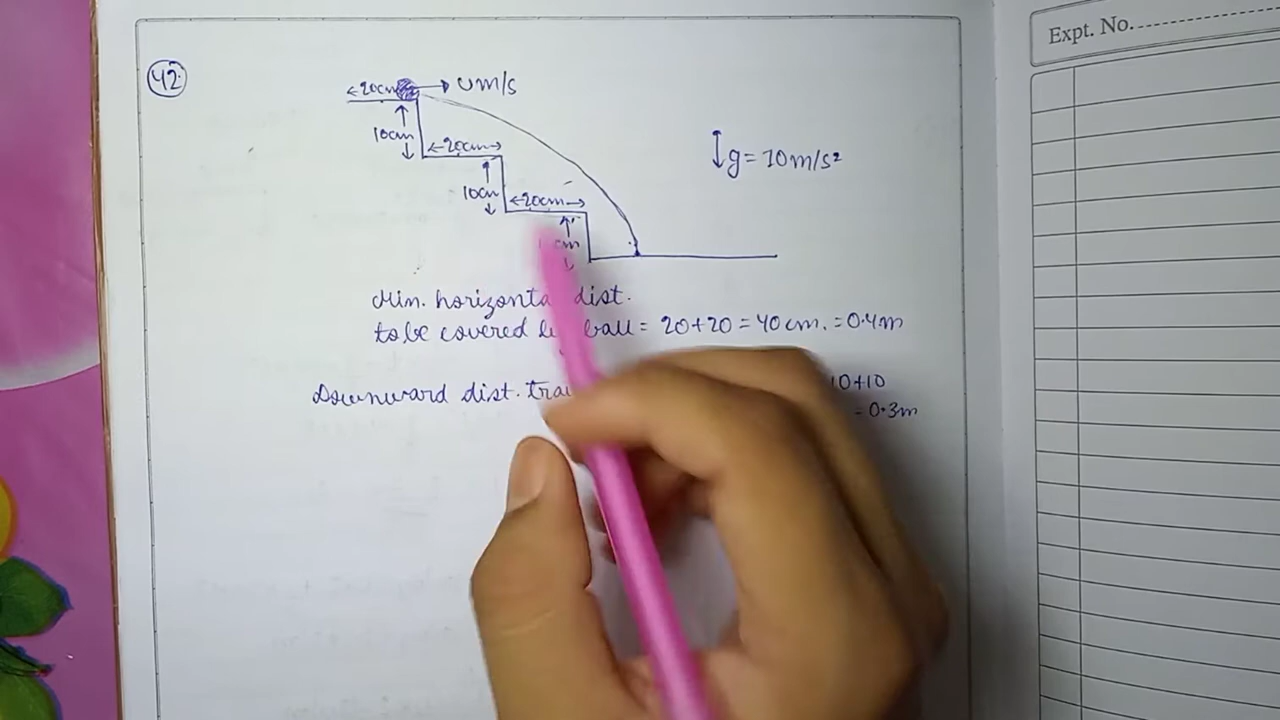 Expt. No.
42.
20cm
U m/s
10cm
20cm
g = 10m/s²
10cm
20cm
cm
Min. horizonta dist.
to be covered ball = 20+20 = 40 cm. = 0.4m
Downward dist. tra 10+10
= 0.3m